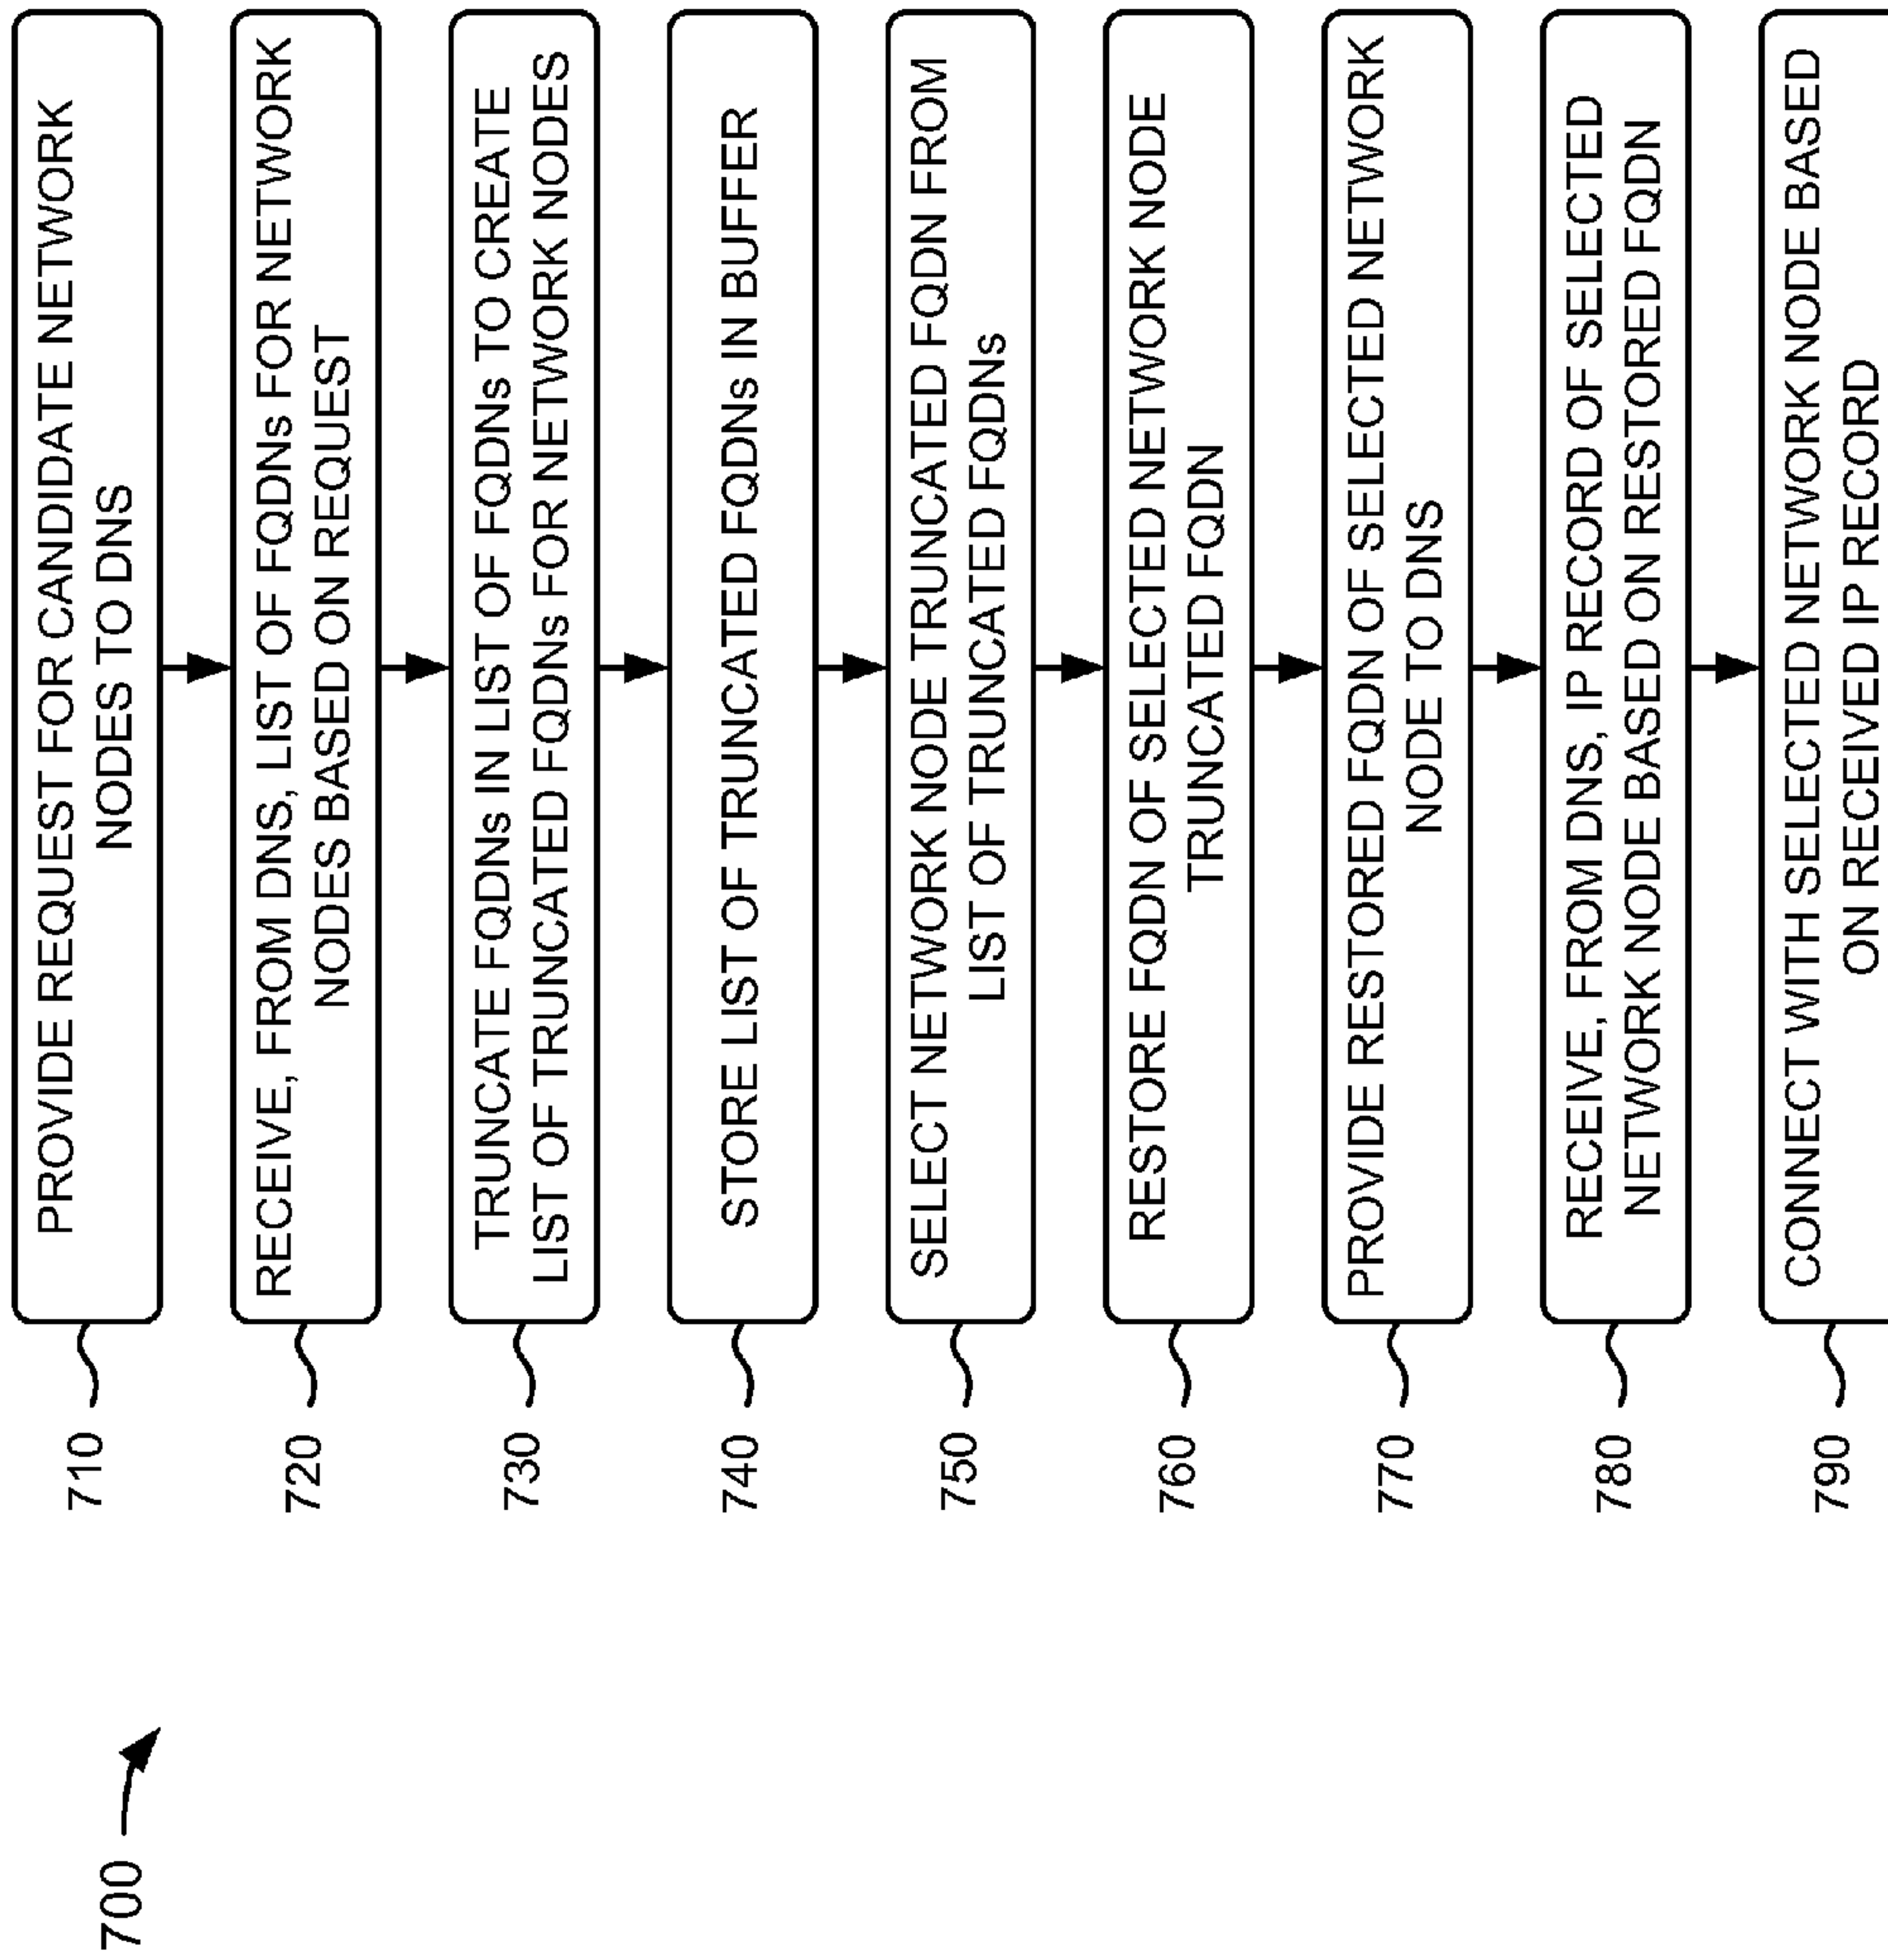 700
710
PROVIDE REQUEST FOR CANDIDATE NETWORK
NODES TO DNS
720
RECEIVE, FROM DNS, LIST OF FQDNs FOR NETWORK
NODES BASED ON REQUEST
730
TRUNCATE FQDNs IN LIST OF FQDNs TO CREATE
LIST OF TRUNCATED FQDNs FOR NETWORK NODES
740
STORE LIST OF TRUNCATED FQDNs IN BUFFER
750
SELECT NETWORK NODE TRUNCATED FQDN FROM
LIST OF TRUNCATED FQDNs
760
RESTORE FQDN OF SELECTED NETWORK NODE
TRUNCATED FQDN
770
PROVIDE RESTORED FQDN OF SELECTED NETWORK
NODE TO DNS
780
RECEIVE, FROM DNS, IP RECORD OF SELECTED
NETWORK NODE BASED ON RESTORED FQDN
790
CONNECT WITH SELECTED NETWORK NODE BASED
ON RECEIVED IP RECORD